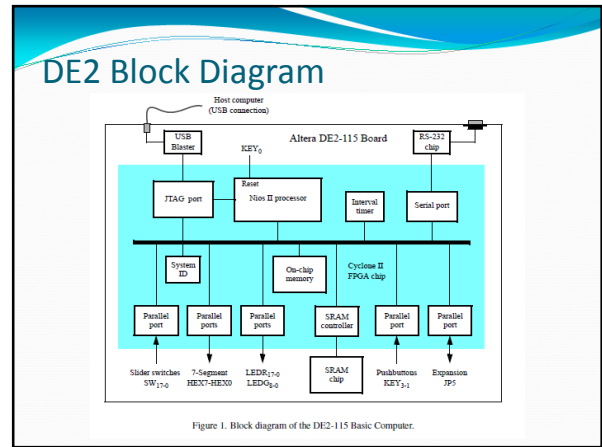 DE2 Block Diagram
Host computer
(USB connection)
USB
Blaster
KEY0
Altera DE2-115 Board
RS-232
chip
Reset
JTAG port
Nios II processor
Interval
timer
Serial port
System
ID
On-chip
memory
Cyclone II
FPGA chip
Parallel
port
Parallel
ports
Parallel
ports
SRAM
controller
Parallel
port
Parallel
port
Slider switches
SW17-0
7-Segment
HEX7-HEX0
LEDR17-0
LEDG8-0
SRAM
chip
Pushbuttons
KEY3-1
Expansion
JP5
Figure 1. Block diagram of the DE2-115 Basic Computer.